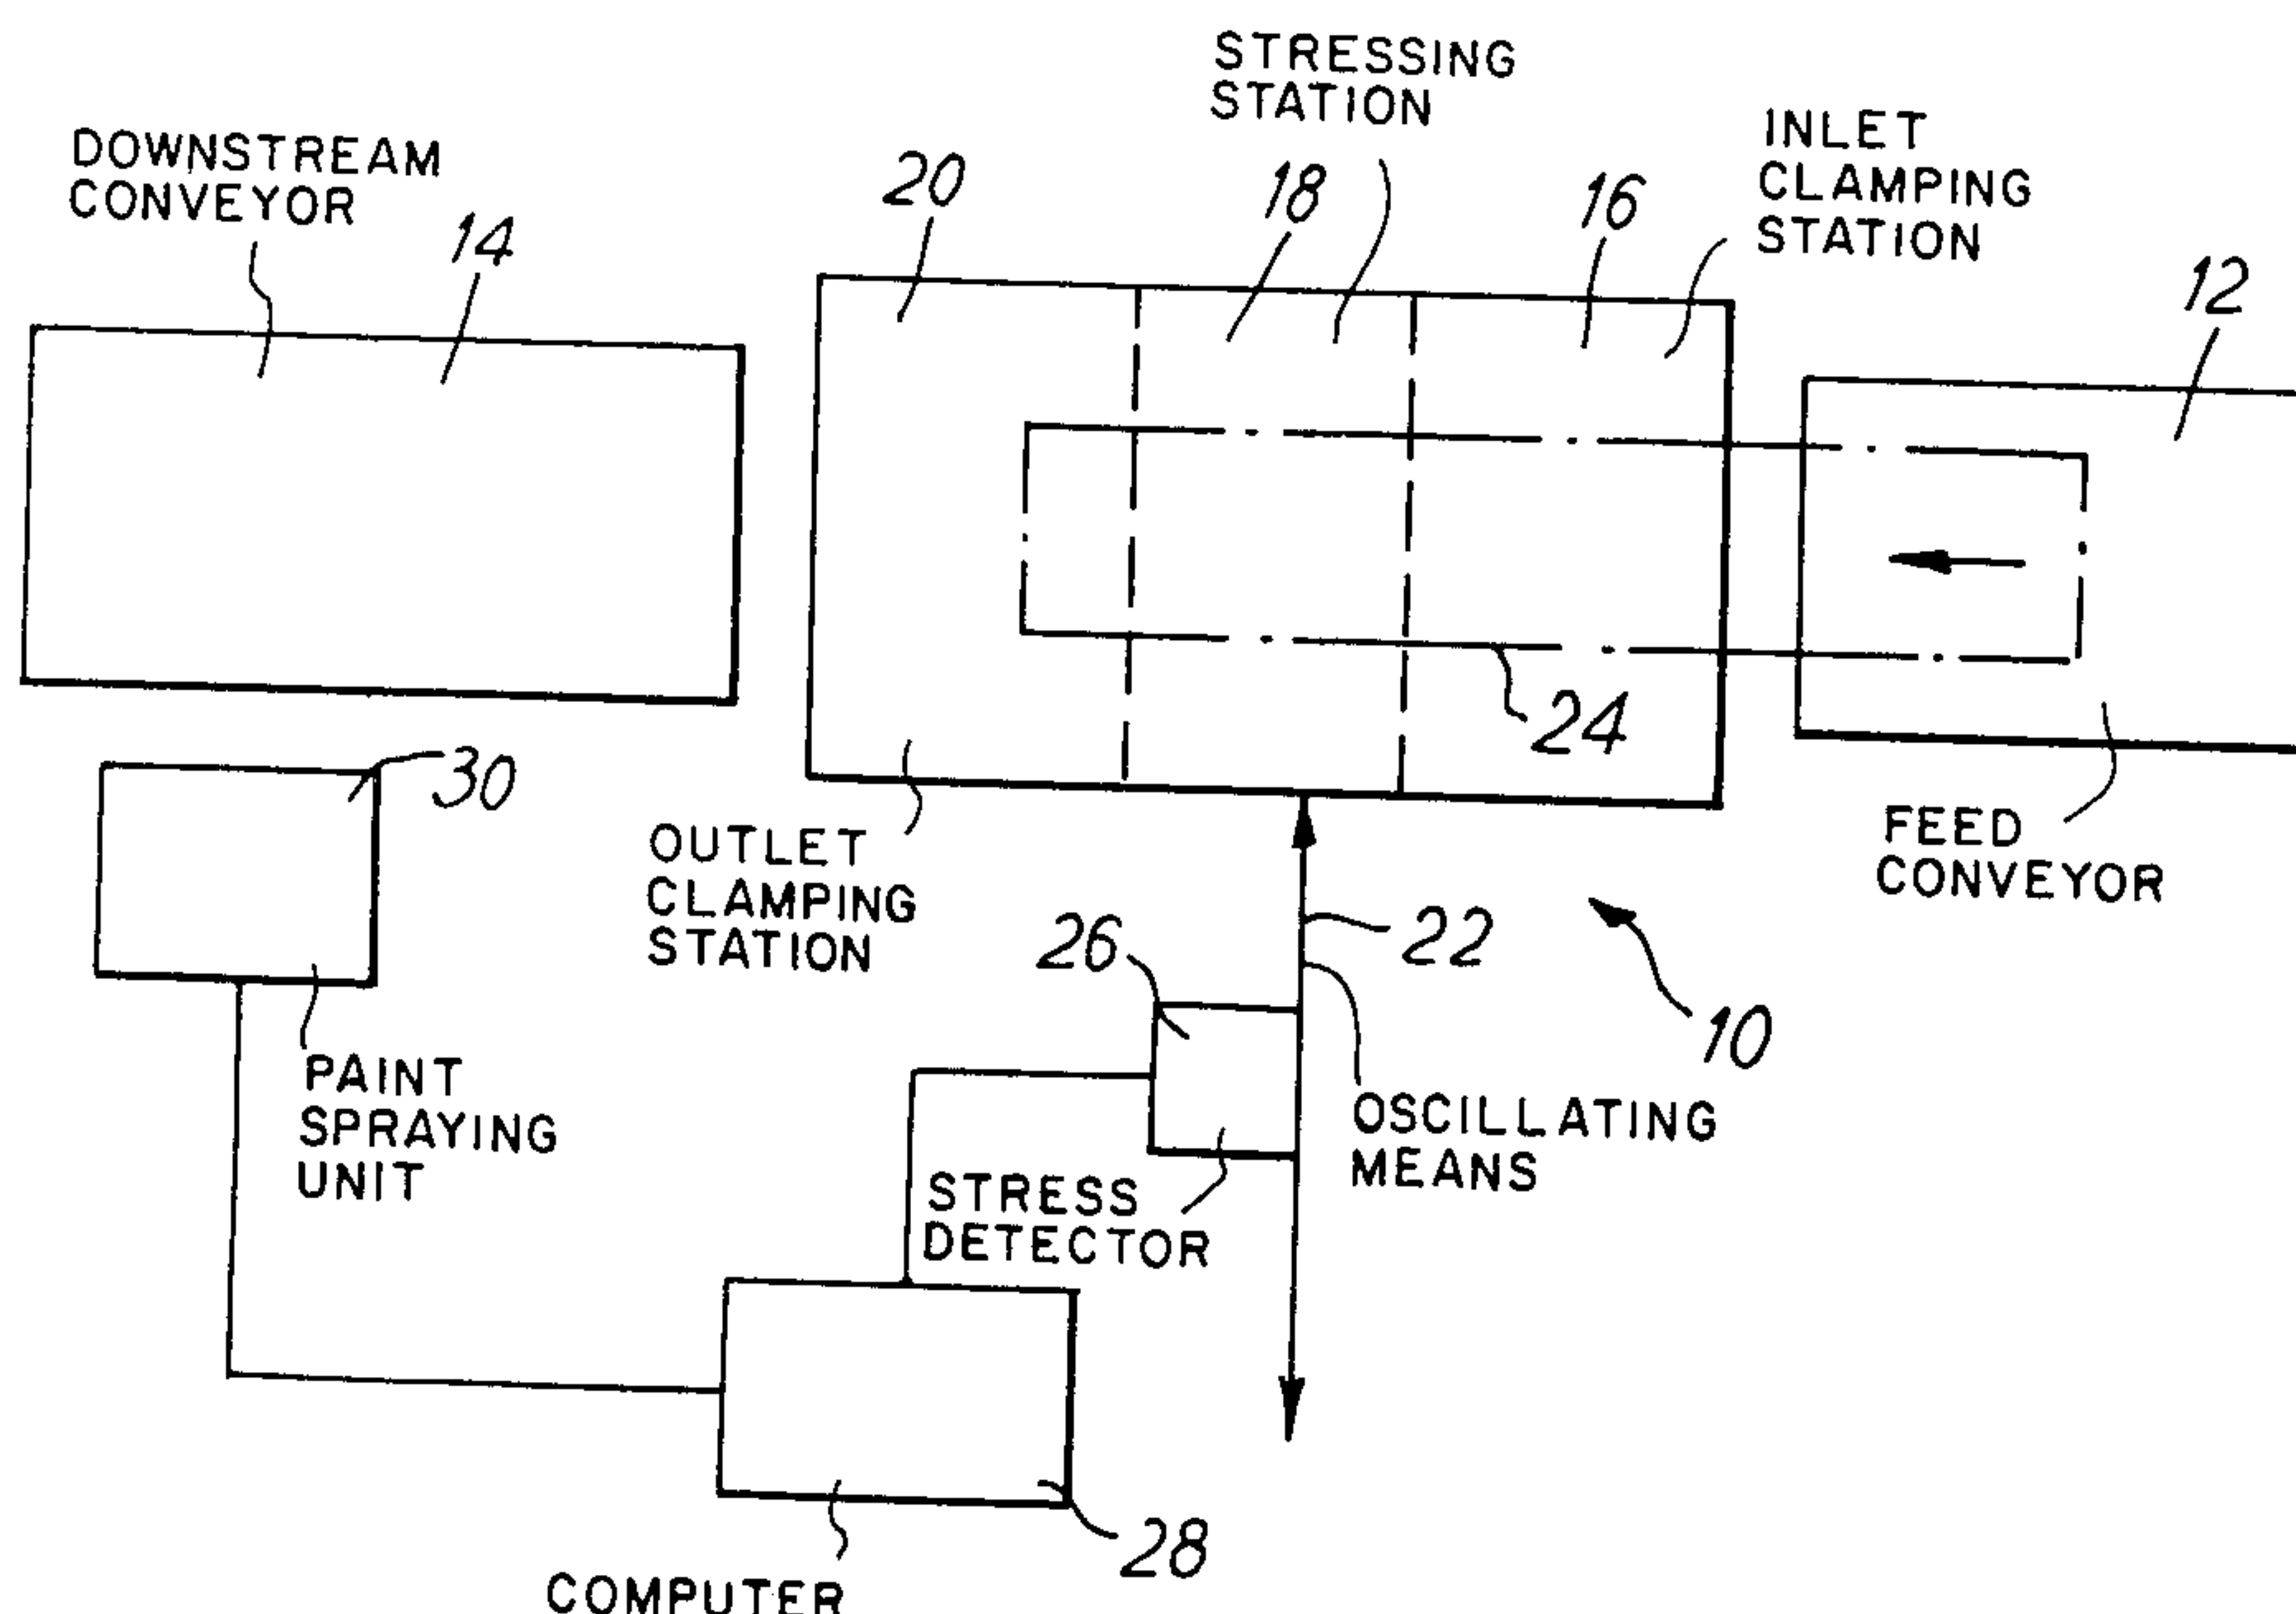 STRESSING
STATION
DOWNSTREAM
CONVEYOR
14
20
18
16
INLET
CLAMPING
STATION
12
24
30
OUTLET
CLAMPING
STATION
FEED
CONVEYOR
26
22
10
PAINT
SPRAYING
UNIT
OSCILLATING
MEANS
STRESS
DETECTOR
28
COMPUTER